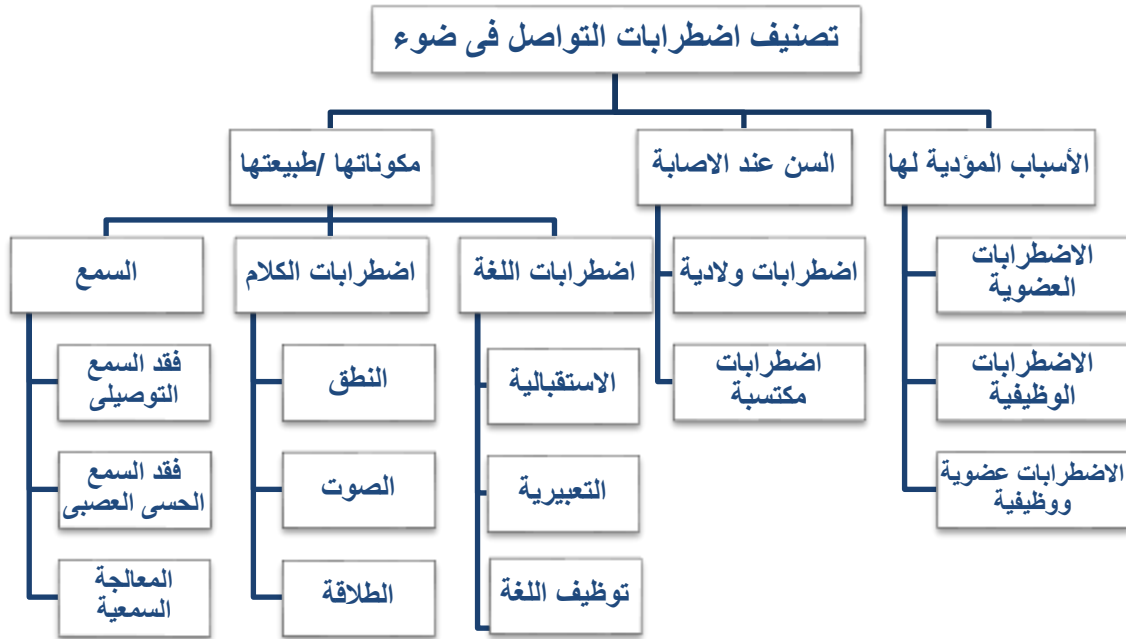 تصنيف اضطرابات التواصل فى ضوء
الأسباب المؤدية لها
السن عند الاصابة
مكوناتها /طبيعتها
الاضطرابات
العضوية
الاضطرابات
الوظيفية
الاضطرابات عضوية
ووظيفية
اضطرابات ولادية
اضطرابات
مكتسبة
اضطرابات اللغة
الاستقبالية
التعبيرية
توظيف اللغة
اضطرابات الكلام
النطق
الصوت
الطلاقة
السمع
فقد السمع
التوصيلى
فقد السمع
الحسى العصبى
المعالجة
السمعية